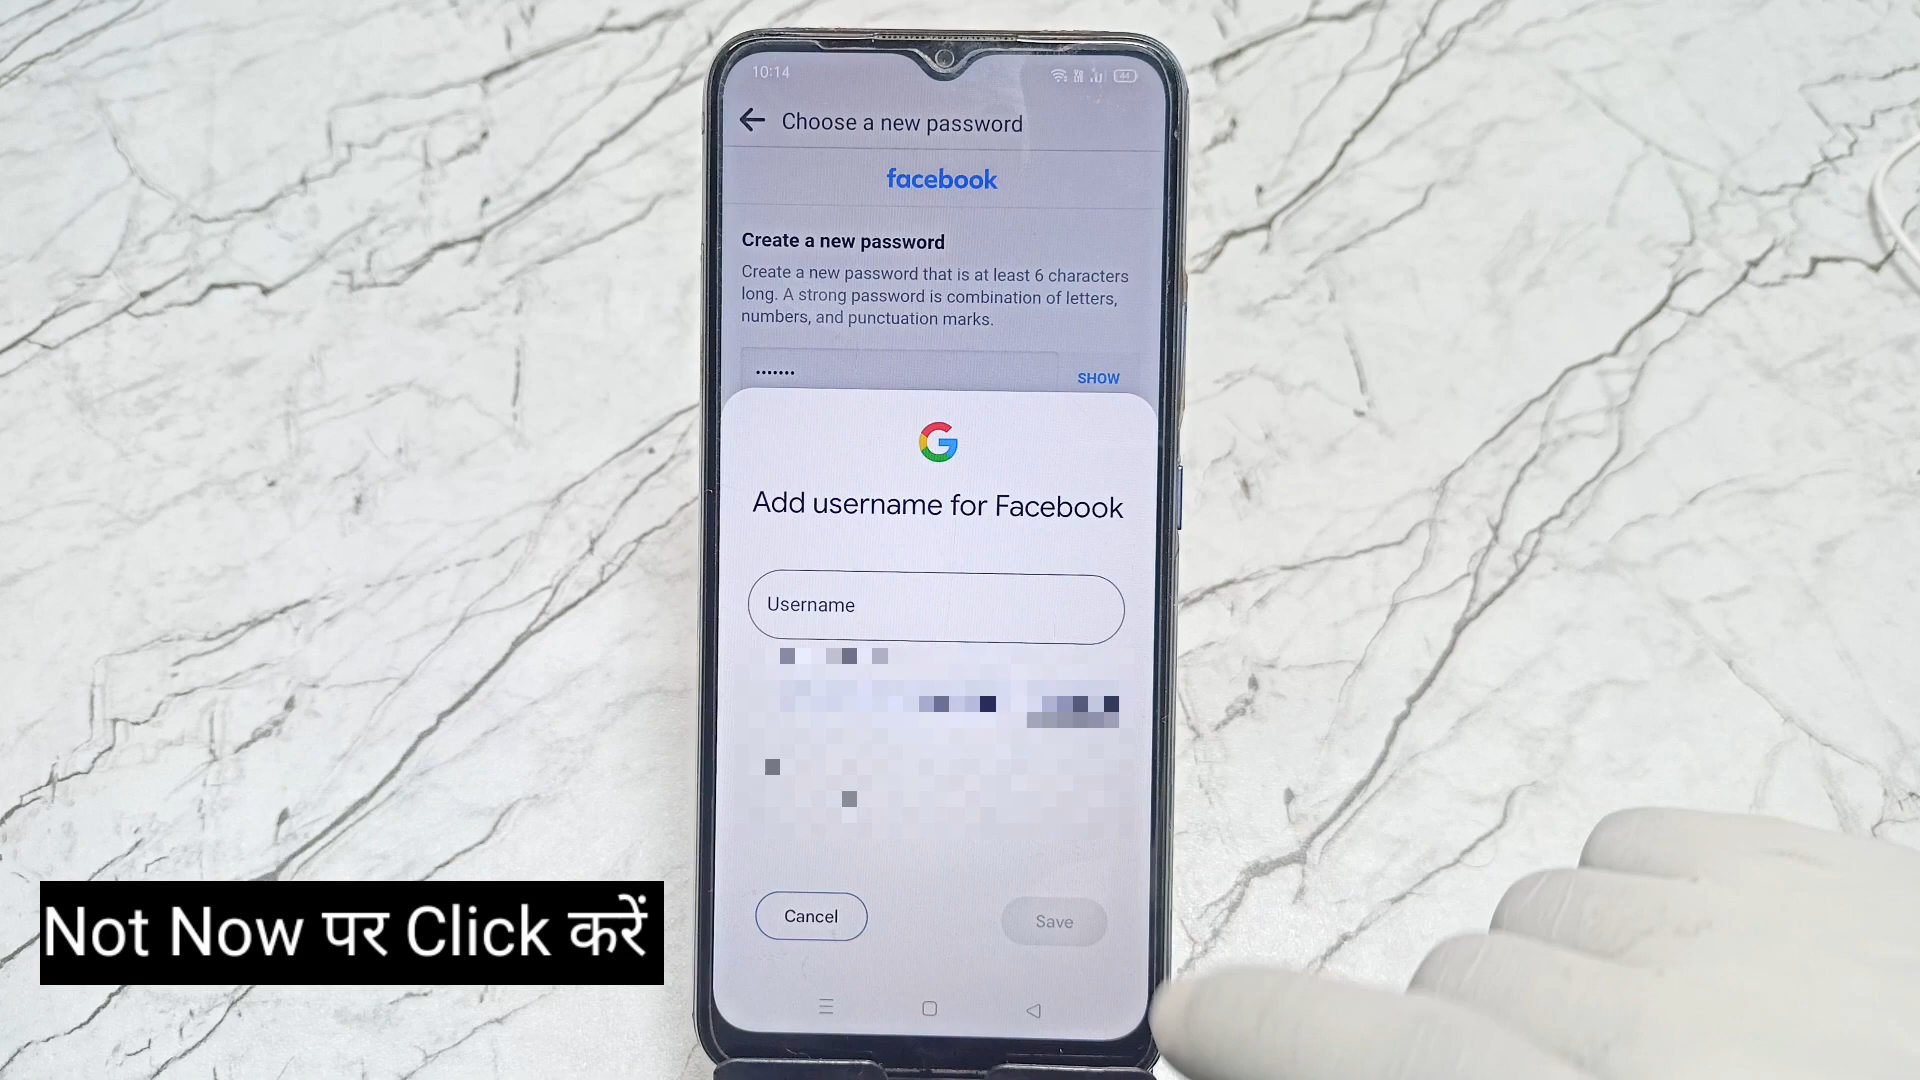 10:14
44
Choose a new password
facebook
Create a new password
Create a new password that is at least 6 characters
long. A strong password is combination of letters,
numbers, and punctuation marks.
•••••••
SHOW
G
Add username for Facebook
Username
Cancel
Save
Not Now पर Click करें